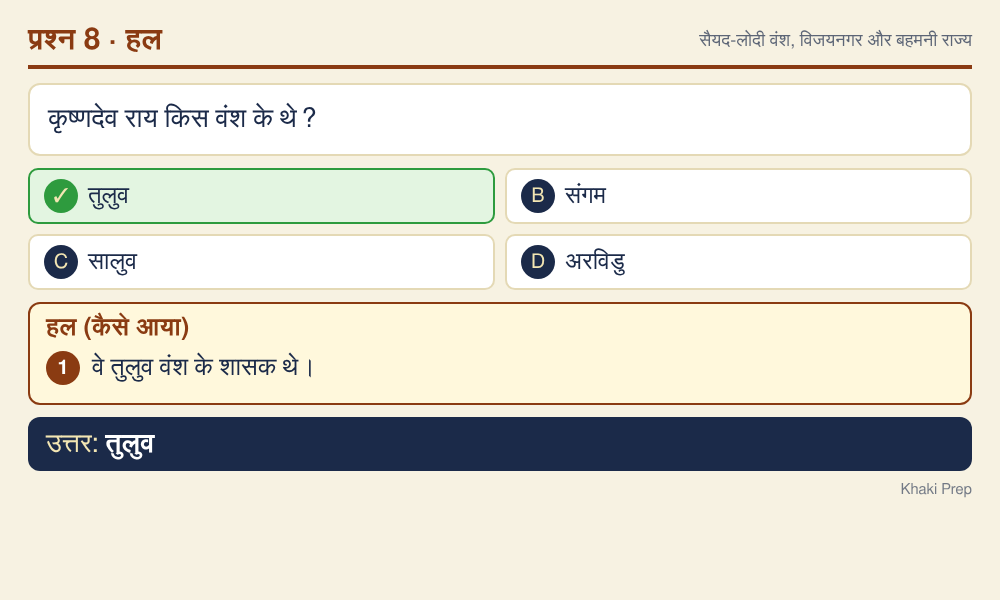 प्रश्न 8 · हल
सैयद-लोदी वंश, विजयनगर और बहमनी राज्य
कृष्णदेव राय किस वंश के थे ?
✓ तुलुव
B संगम
C सालुव
D अरविडु
हल (कैसे आया)
1 वे तुलुव वंश के शासक थे।
उत्तर: तुलुव
Khaki Prep